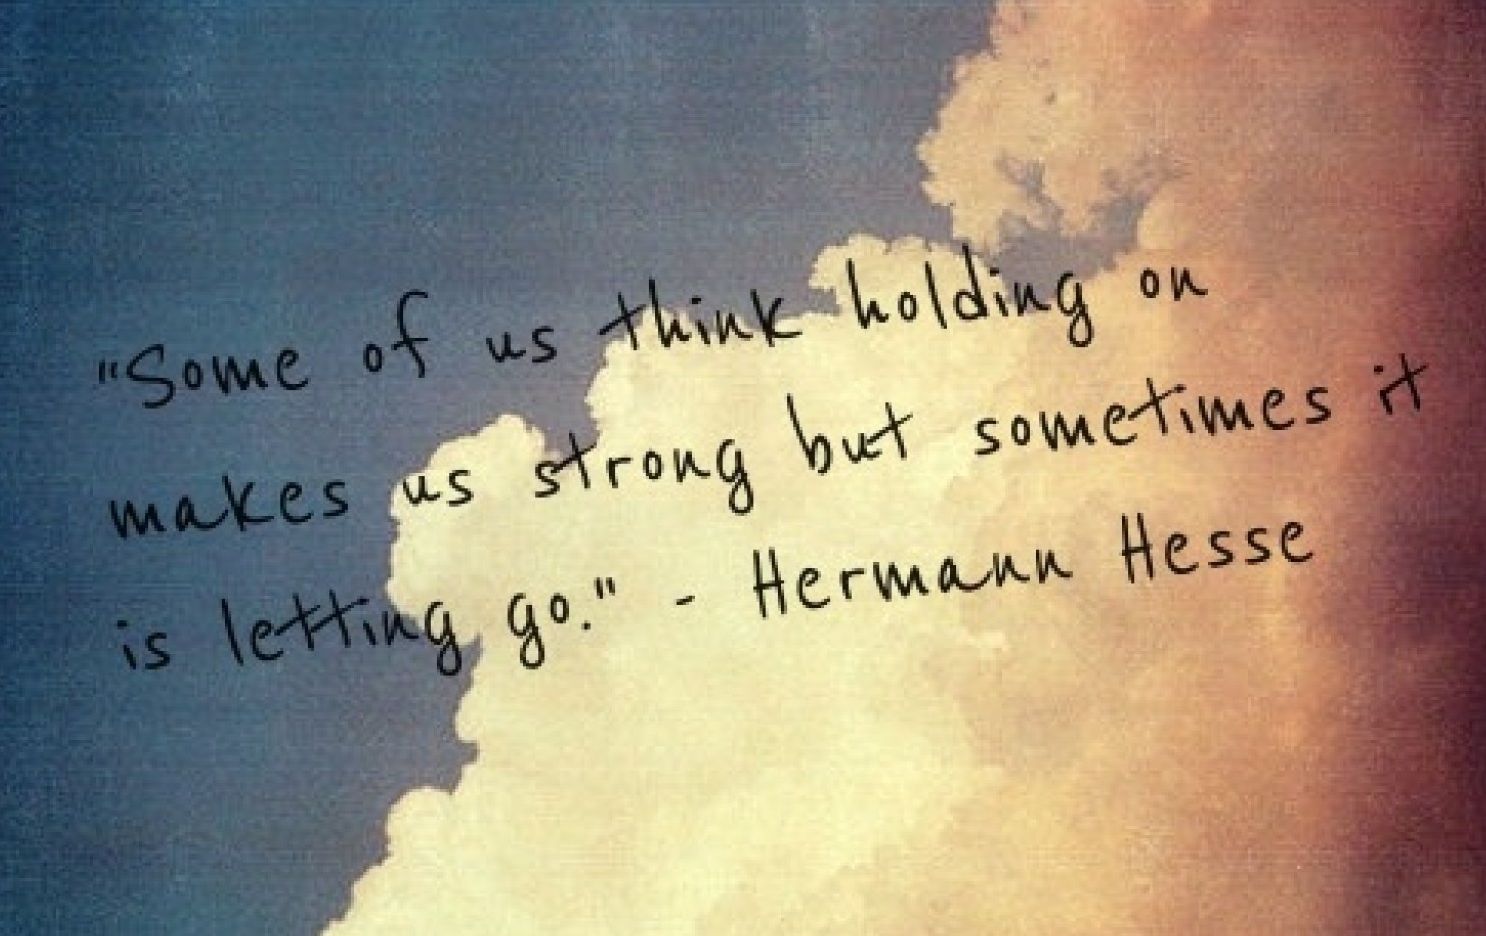 "Some of us think holding on
makes us strong but sometimes it
is letting go." - Hermann Hesse